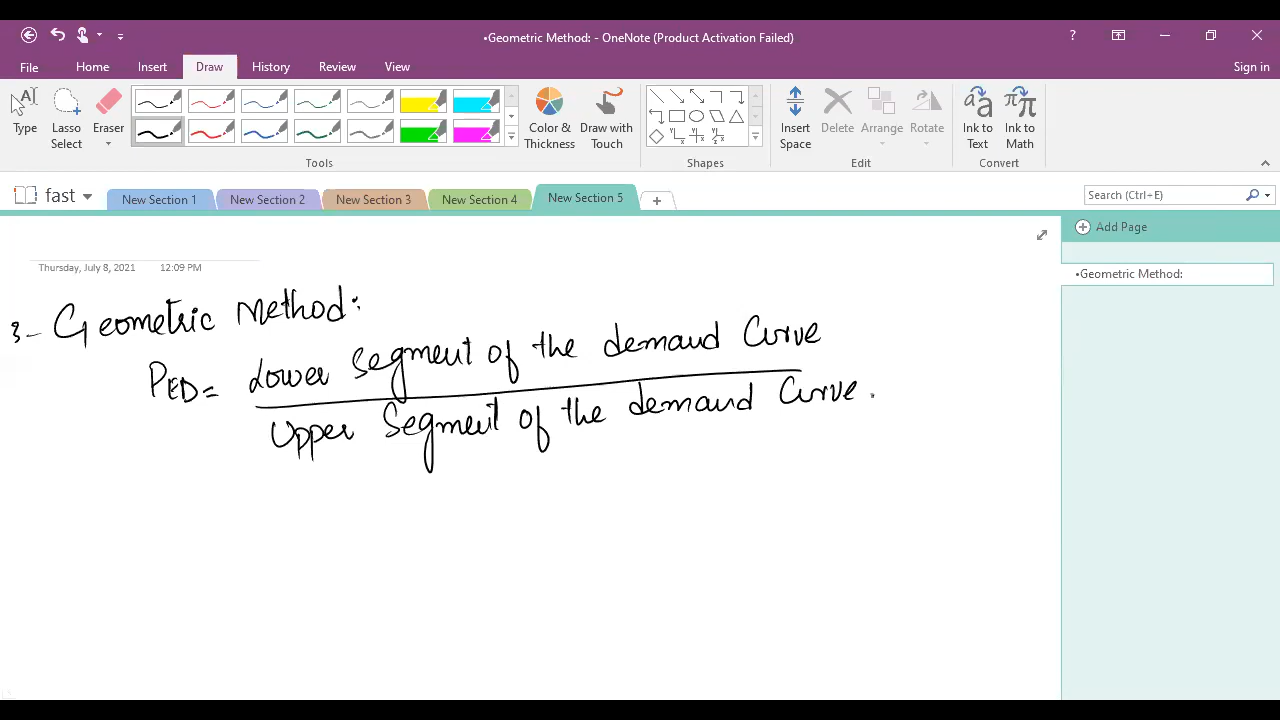 •Geometric Method: - OneNote (Product Activation Failed)
?
File Home Insert Draw History Review View Sign in
Type
Lasso Select
Eraser
Color & Thickness
Draw with Touch
Insert Space
Delete
Arrange
Rotate
Ink to Text
Ink to Math
Tools
Shapes
Edit
Convert
fast
New Section 1
New Section 2
New Section 3
New Section 4
New Section 5
Search (Ctrl+E)
Add Page
•Geometric Method:
Thursday, July 8, 2021 12:09 PM
3- Geometric Method:
PED= Lower Segment of the demand Curve
Upper Segment of the demand Curve.